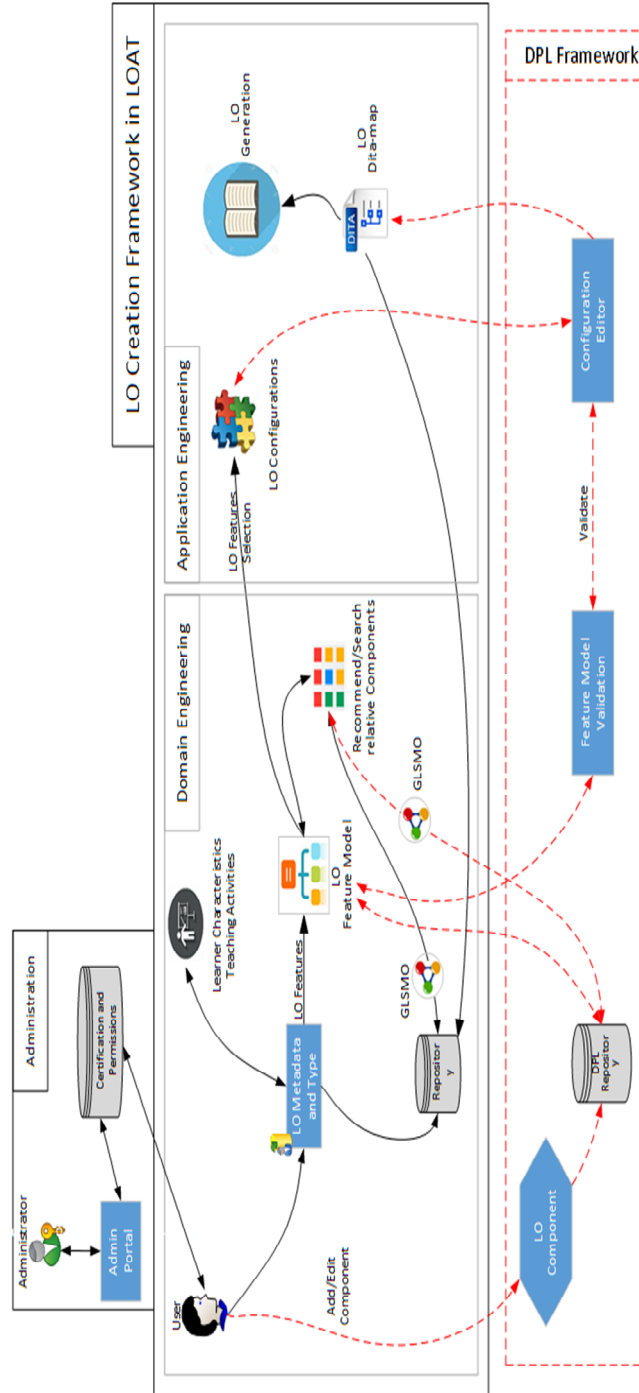 LO Creation Framework in LOAT
Administration
Administrator
Admin
Portal
Certification and
Permissions
Domain Engineering
User
Add/Edit
Component
LO Metadata
and Type
Learner Characteristics
Teaching Activities
LO Features
LO
Feature Model
Recommend/Search
relative Components
GLSMO
GLSMO
Repositor
y
Application Engineering
LO Features
Selection
LO Configurations
LO
Generation
LO
Dita-map
DITA
DPL Framework
LO
Component
DPL
Repositor
y
Feature Model
Validation
Validate
Configuration
Editor